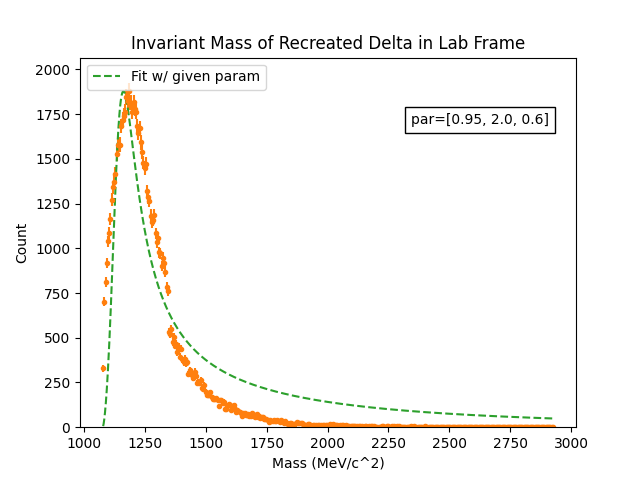 Invariant Mass of Recreated Delta in Lab Frame
Fit w/ given param
par=[0.95, 2.0, 0.6]
Count
2000
1750
1500
1250
1000
750
500
250
0
1000 1250 1500 1750 2000 2250 2500 2750 3000
Mass (MeV/c^2)